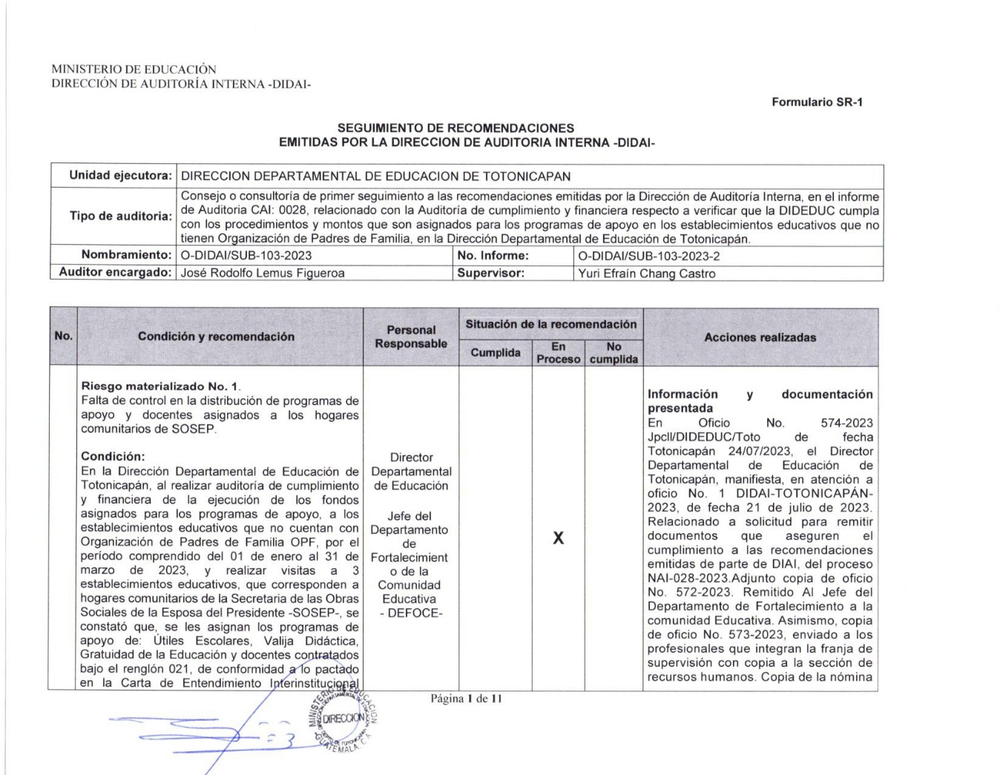 MINISTERIO DE EDUCACIÓN
DIRECCIÓN DE AUDITORÍA INTERNA -DIDAI-
Formulario SR-1
SEGUIMIENTO DE RECOMENDACIONES
EMITIDAS POR LA DIRECCION DE AUDITORIA INTERNA -DIDAI-
Unidad ejecutora: DIRECCION DEPARTAMENTAL DE EDUCACION DE TOTONICAPAN
Tipo de auditoria:
Consejo o consultoría de primer seguimiento a las recomendaciones emitidas por la Dirección de Auditoría Interna, en el informe
de Auditoria CAI: 0028, relacionado con la Auditoría de cumplimiento y financiera respecto a verificar que la DIDEDUC cumpla
con los procedimientos y montos que son asignados para los programas de apoyo en los establecimientos educativos que no
tienen Organización de Padres de Familia, en la Dirección Departamental de Educación de Totonicapán.
Nombramiento: O-DIDAI/SUB-103-2023 No. Informe: O-DIDAI/SUB-103-2023-2
Auditor encargado: José Rodolfo Lemus Figueroa Supervisor: Yuri Efraín Chang Castro
No.
Condición y recomendación
Personal
Responsable
Situación de la recomendación
Cumplida
En
Proceso
No
cumplida
Acciones realizadas
Riesgo materializado No. 1.
Falta de control en la distribución de programas de
apoyo y docentes asignados a los hogares
comunitarios de SOSEP.
Condición:
En la Dirección Departamental de Educación de
Totonicapán, al realizar auditoría de cumplimiento
y financiera de la ejecución de los fondos
asignados para los programas de apoyo, a los
establecimientos educativos que no cuentan con
Organización de Padres de Familia OPF, por el
período comprendido del 01 de enero al 31 de
marzo de 2023, y realizar visitas a 3
establecimientos educativos, que corresponden a
hogares comunitarios de la Secretaria de las Obras
Sociales de la Esposa del Presidente -SOSEP-, se
constató que, se les asignan los programas de
apoyo de: Útiles Escolares, Valija Didáctica,
Gratuidad de la Educación y docentes contratados
bajo el renglón 021, de conformidad a lo pactado
en la Carta de Entendimiento Interinstitucional
Director
Departamental
de Educación
Jefe del
Departamento
de
Fortalecimient
o de la
Comunidad
Educativa
- DEFOCE-
X
Información y documentación
presentada
En Oficio No. 574-2023
Jpcll/DIDEDUC/Toto de fecha
Totonicapán 24/07/2023, el Director
Departamental de Educación de
Totonicapán, manifiesta, en atención a
oficio No. 1 DIDAI-TOTONICAPÁN-
2023, de fecha 21 de julio de 2023.
Relacionado a solicitud para remitir
documentos que aseguren el
cumplimiento a las recomendaciones
emitidas de parte de DIAI, del proceso
NAI-028-2023.Adjunto copia de oficio
No. 572-2023. Remitido Al Jefe del
Departamento de Fortalecimiento a la
comunidad Educativa. Asimismo, copia
de oficio No. 573-2023, enviado a los
profesionales que integran la franja de
supervisión con copia a la sección de
recursos humanos. Copia de la nómina
Página 1 de 11
MINISTERIO DE EDUCACION
DIRECCION
GUATEMALA C.A.